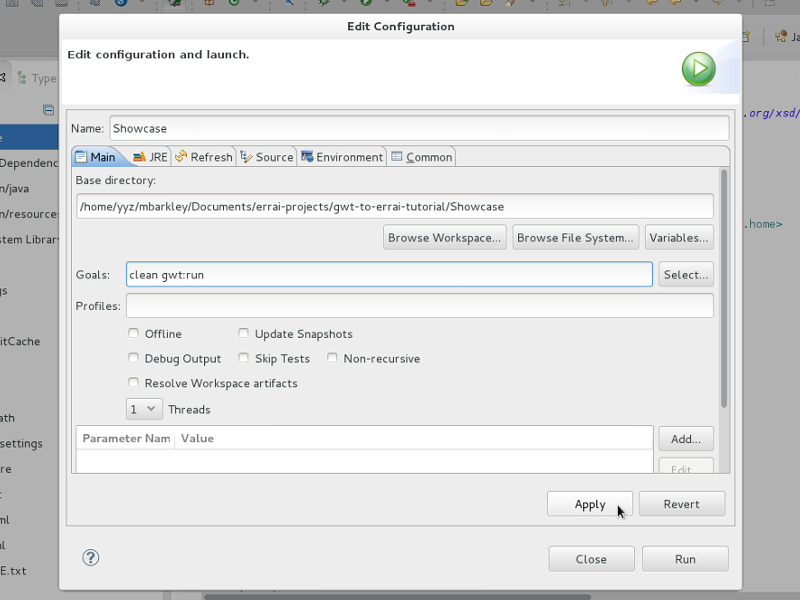 Edit Configuration
Edit configuration and launch.
Type
Name: Showcase
Main JRE Refresh Source Environment Common
Base directory:
/home/yyz/mbarkley/Documents/errai-projects/gwt-to-errai-tutorial/Showcase
Browse Workspace... Browse File System... Variables...
Goals: clean gwt:run Select...
Profiles:
Offline Update Snapshots
Debug Output Skip Tests Non-recursive
Resolve Workspace artifacts
1 Threads
Parameter Nam Value Add...
Edit...
Apply Revert
Close Run
e
Dependenc
n/java
n/resource
stem Library
gs
itCache
ath
settings
re
t
ml
l
E.txt
Ja
.org/xsd/
.home>